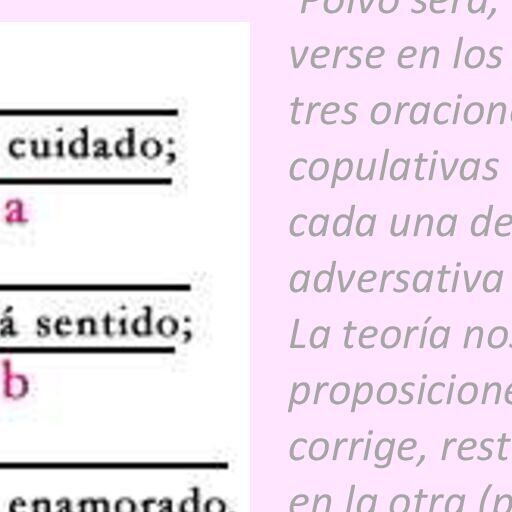 cuidado;
a
á sentido;
b
enamorado.
Polvo será,
verse en los
tres oracion
copulativas
cada una de
adversativa
La teoría nos
proposicione
corrige, rest
en la otra (p